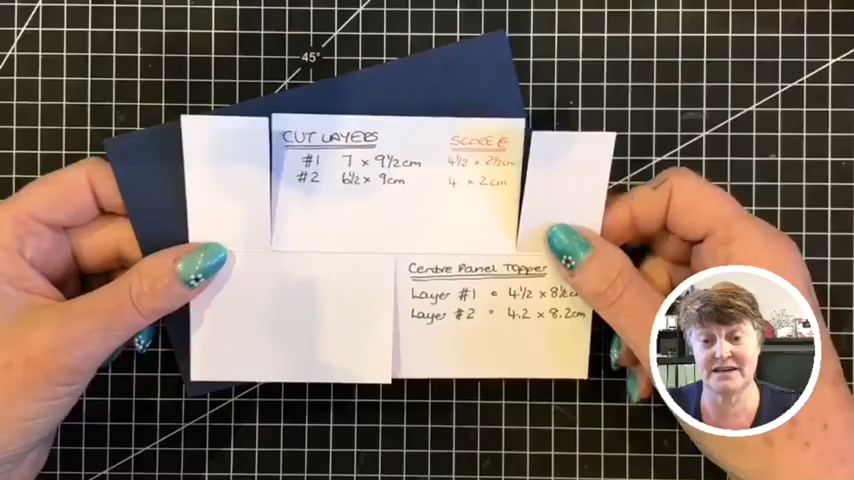 45°
CUT LAYERS
#1 7 x 9½cm
#2 6½ x 9cm
SCORE @
4½ x 2½cm
4 x 2cm
Centre Panel Topper
Layer #1 = 4½ x 8½cm
Layer #2 = 4.2 x 8.2cm